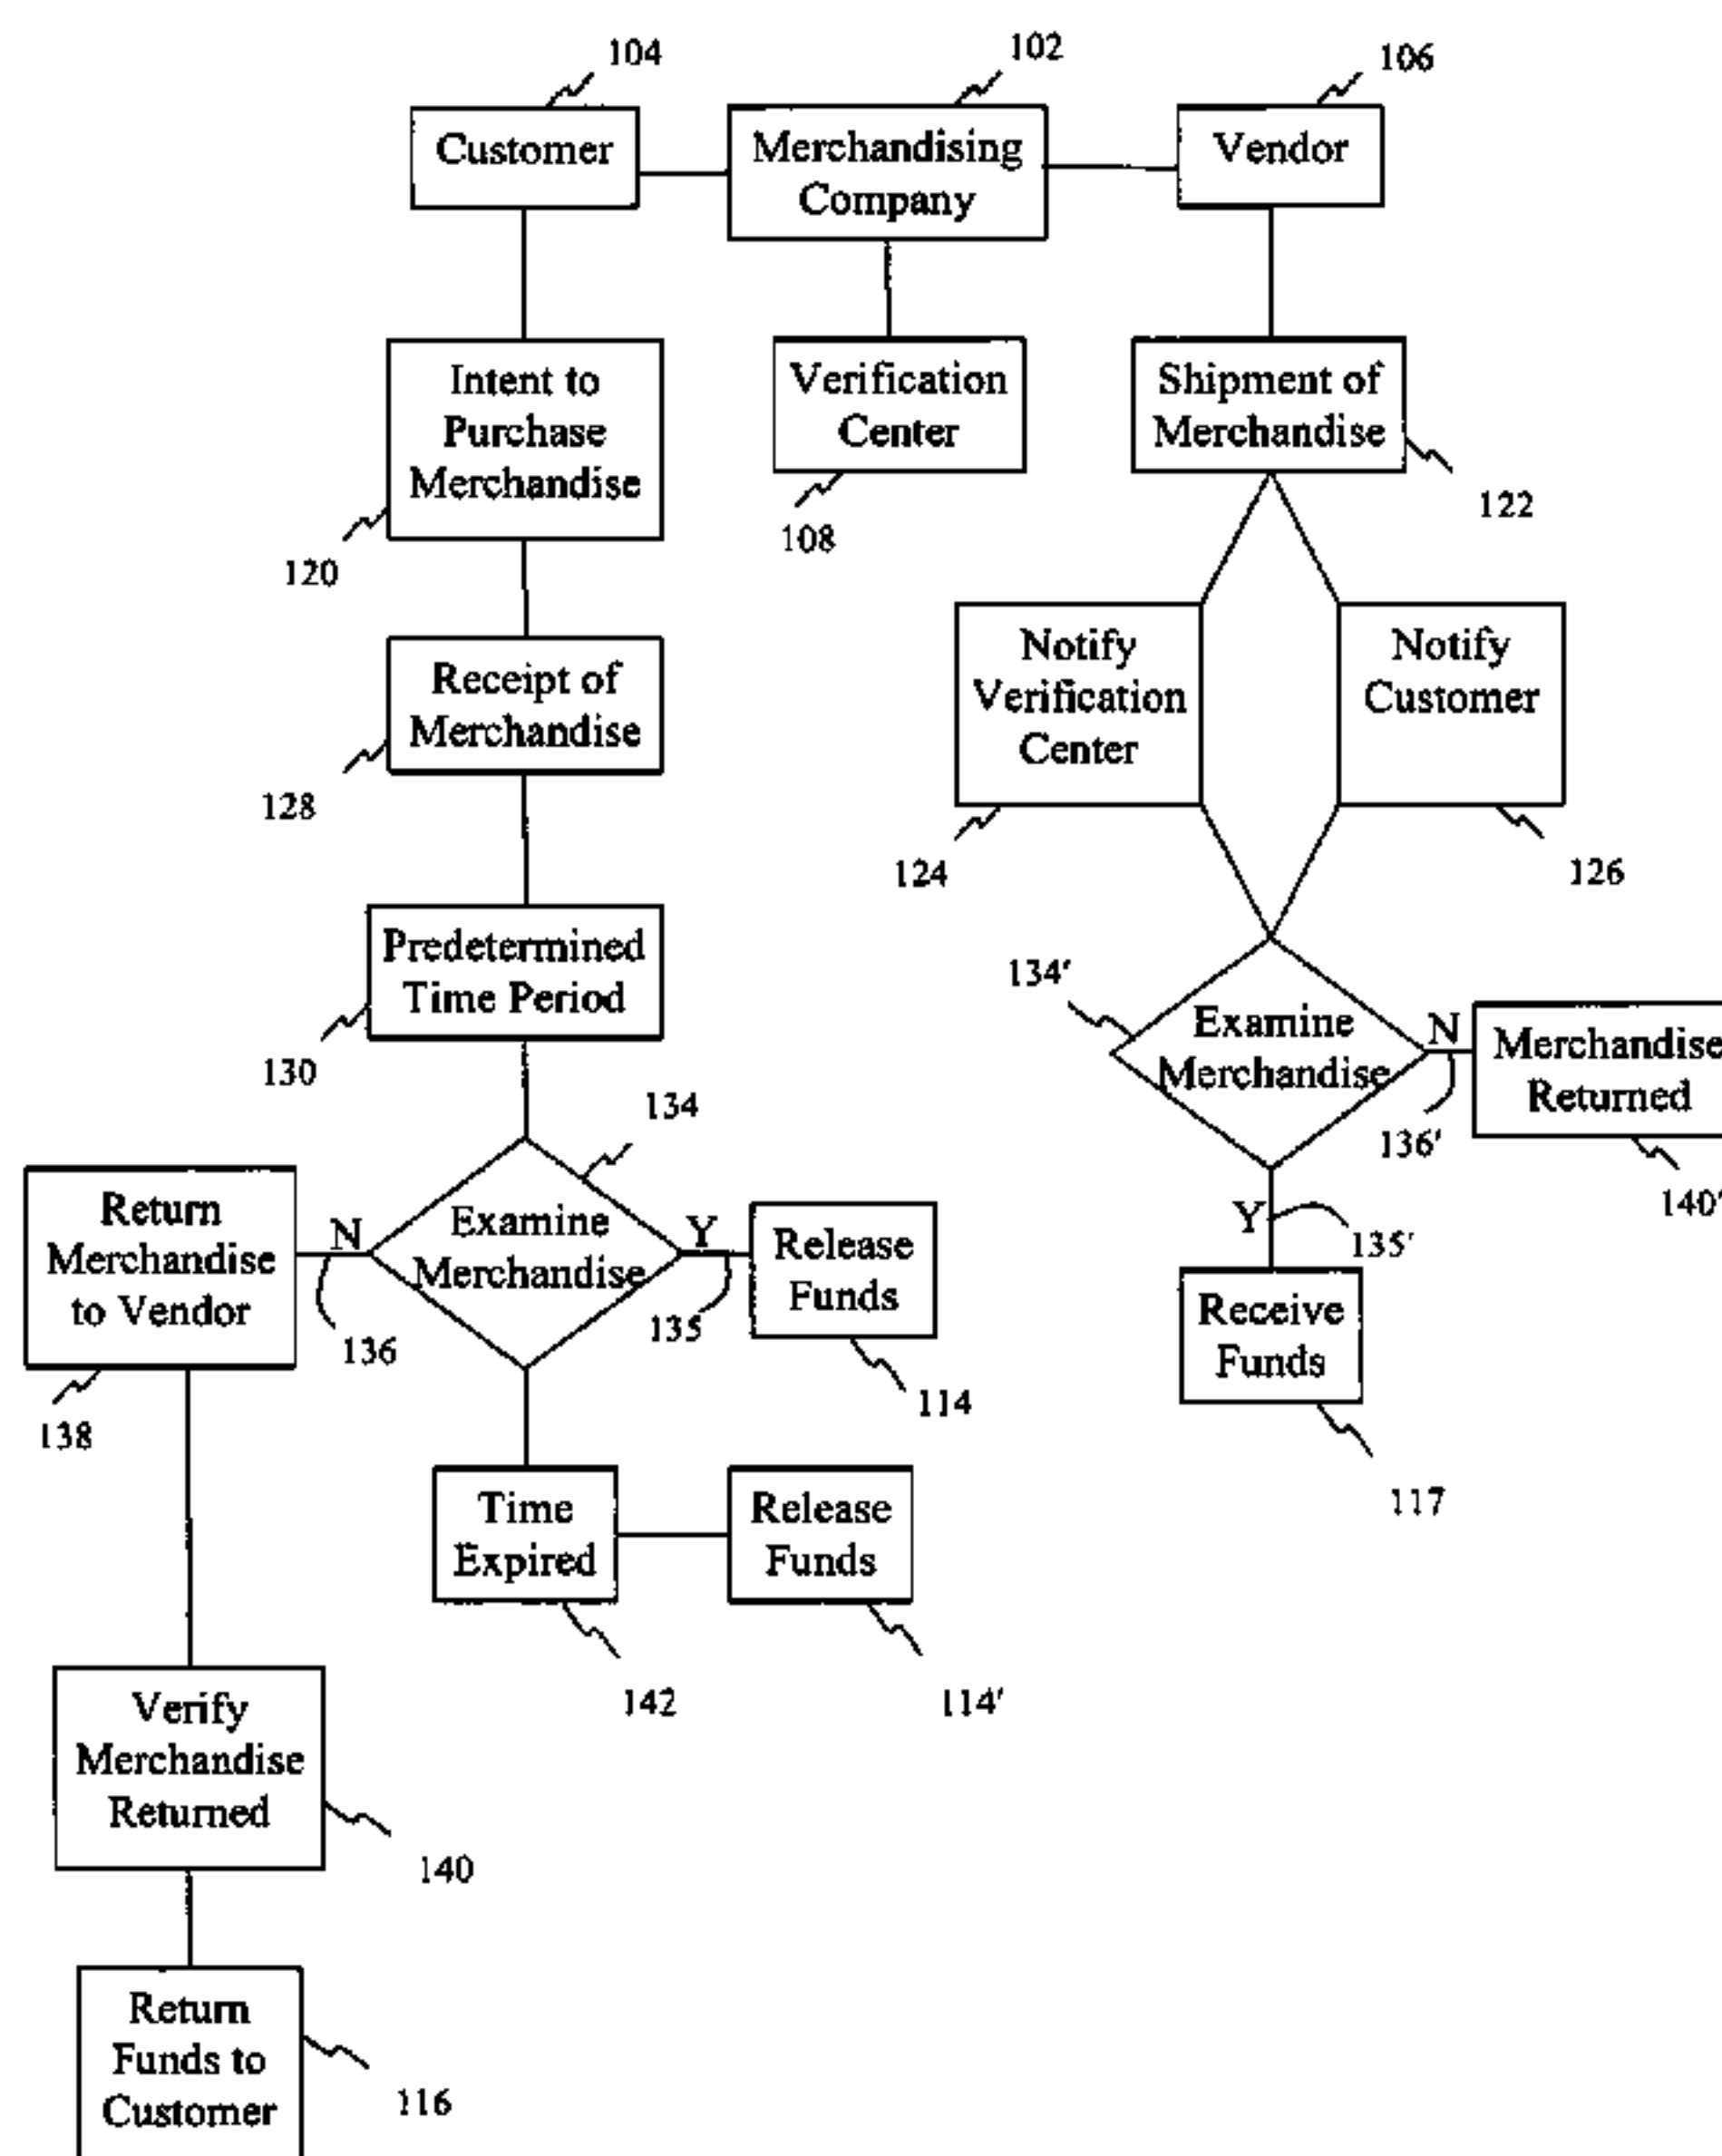 104
102
106
Customer
Merchandising
Company
Vendor
Intent to
Purchase
Merchandise
120
Verification
Center
108
Shipment of
Merchandise
122
Receipt of
Merchandise
128
Notify
Verification
Center
124
Notify
Customer
126
Predetermined
Time Period
130
134'
Examine
Merchandise
N
136'
Merchandise
Returned
140'
Y
135'
Receive
Funds
117
134
Examine
Merchandise
N
136
Return
Merchandise
to Vendor
138
Y
135
Release
Funds
114
Time
Expired
142
Release
Funds
114'
Verify
Merchandise
Returned
140
Return
Funds to
Customer
116